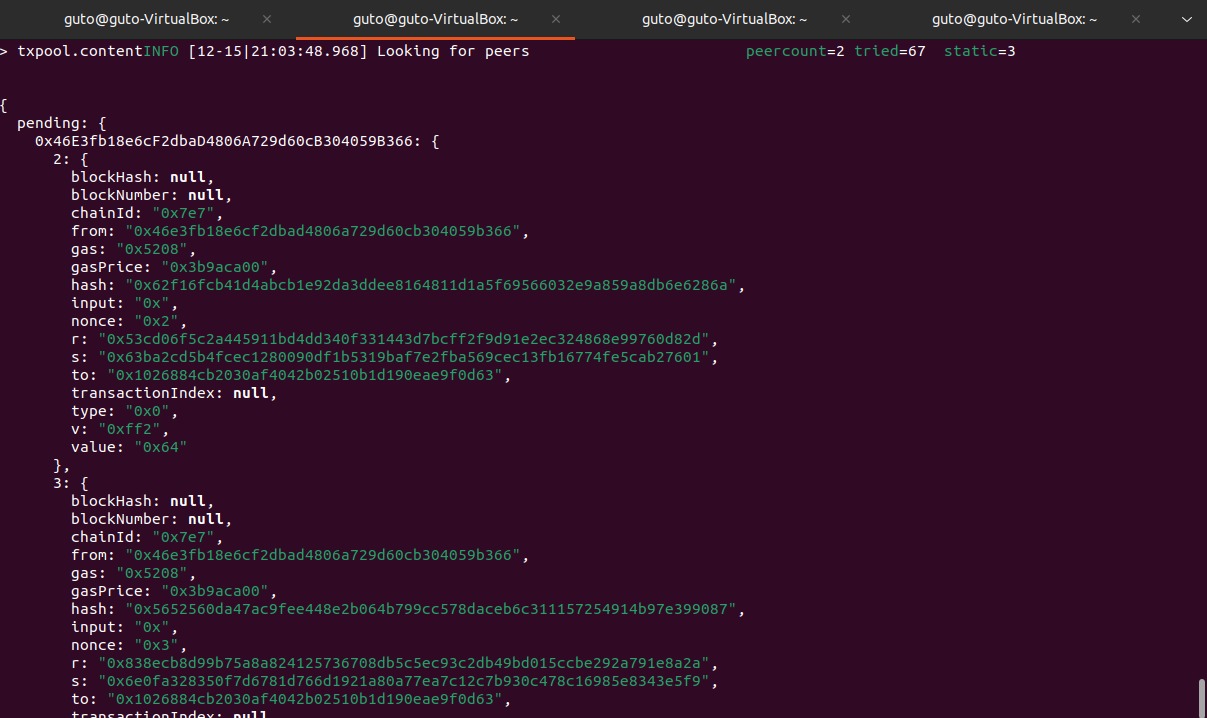 guto@guto-VirtualBox: ~ × guto@guto-VirtualBox: ~ × guto@guto-VirtualBox: ~ × guto@guto-VirtualBox: ~ ×
> txpool.contentINFO [12-15|21:03:48.968] Looking for peers peercount=2 tried=67 static=3
{
pending: {
0x46E3fb18e6cF2dbaD4806A729d60cB304059B366: {
2: {
blockHash: null,
blockNumber: null,
chainId: "0x7e7",
from: "0x46e3fb18e6cf2dbad4806a729d60cb304059b366",
gas: "0x5208",
gasPrice: "0x3b9aca00",
hash: "0x62f16fcb41d4abcb1e92da3ddee8164811d1a5f69566032e9a859a8db6e6286a",
input: "0x",
nonce: "0x2",
r: "0x53cd06f5c2a445911bd4dd340f331443d7bcff2f9d91e2ec324868e99760d82d",
s: "0x63ba2cd5b4fcec1280090df1b5319baf7e2fba569cec13fb16774fe5cab27601",
to: "0x1026884cb2030af4042b02510b1d190eae9f0d63",
transactionIndex: null,
type: "0x0",
v: "0xff2",
value: "0x64"
},
3: {
blockHash: null,
blockNumber: null,
chainId: "0x7e7",
from: "0x46e3fb18e6cf2dbad4806a729d60cb304059b366",
gas: "0x5208",
gasPrice: "0x3b9aca00",
hash: "0x5652560da47ac9fee448e2b064b799cc578daceb6c311157254914b97e399087",
input: "0x",
nonce: "0x3",
r: "0x838ecb8d99b75a8a824125736708db5c5ec93c2db49bd015ccbe292a791e8a2a",
s: "0x6e0fa328350f7d6781d766d1921a80a77ea7c12c7b930c478c16985e8343e5f9",
to: "0x1026884cb2030af4042b02510b1d190eae9f0d63",
transactionIndex: null